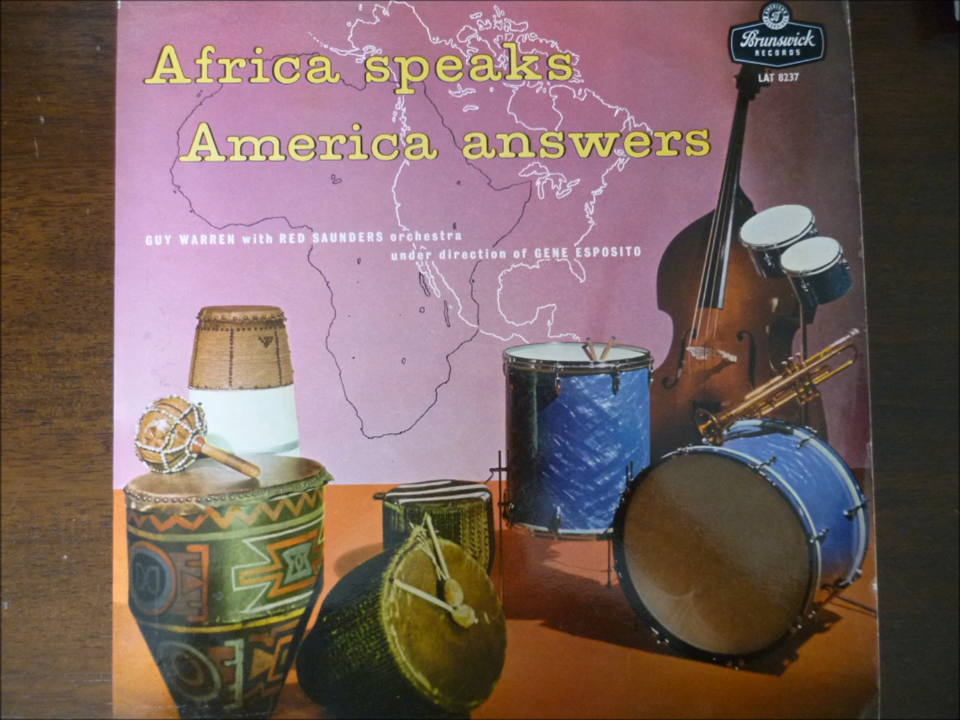 Africa speaks
America answers
Brunswick
RECORDS
LAT 8237
GUY WARREN with RED SAUNDERS orchestra
under direction of GENE ESPOSITO